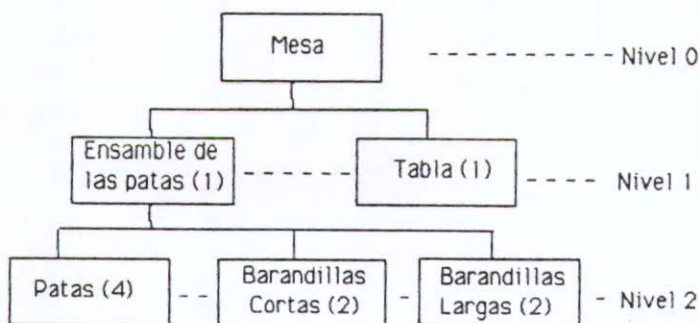 Mesa
Nivel 0
Ensamble de
las patas (1)
Tabla (1)
Nivel 1
Patas (4)
Barandillas
Cortas (2)
Barandillas
Largas (2)
Nivel 2